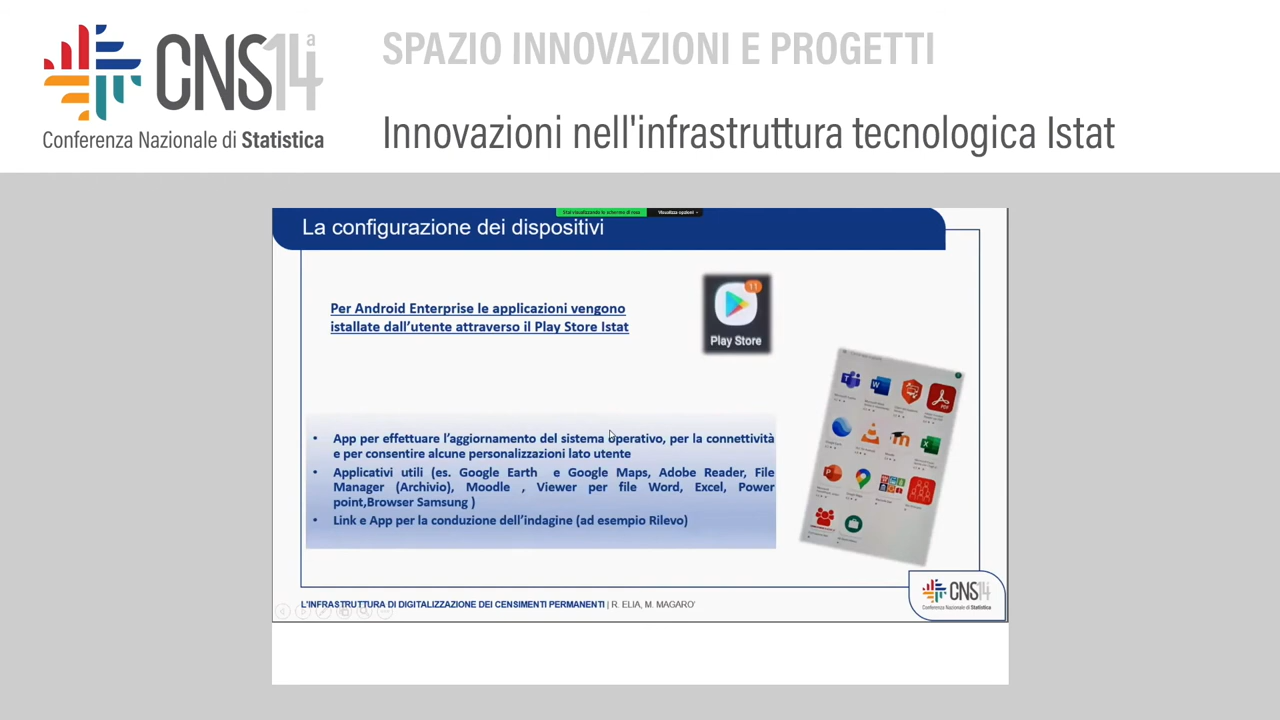 CNS14ª
Conferenza Nazionale di Statistica
SPAZIO INNOVAZIONI E PROGETTI
Innovazioni nell'infrastruttura tecnologica Istat
Visualizza opzioni
La configurazione dei dispositivi
Per Android Enterprise le applicazioni vengono
istallate dall'utente attraverso il Play Store Istat
11
Play Store
• App per effettuare l'aggiornamento del sistema operativo, per la connettività
e per consentire alcune personalizzazioni lato utente
• Applicativi utili (es. Google Earth e Google Maps, Adobe Reader, File
Manager (Archivio), Moodle , Viewer per file Word, Excel, Power
point,Browser Samsung )
• Link e App per la conduzione dell'indagine (ad esempio Rilevo)
L'INFRASTRUTTURA DI DIGITALIZZAZIONE DEI CENSIMENTI PERMANENTI | R. ELIA, M. MAGARO'
CNS14
Conferenza Nazionale di Statistica